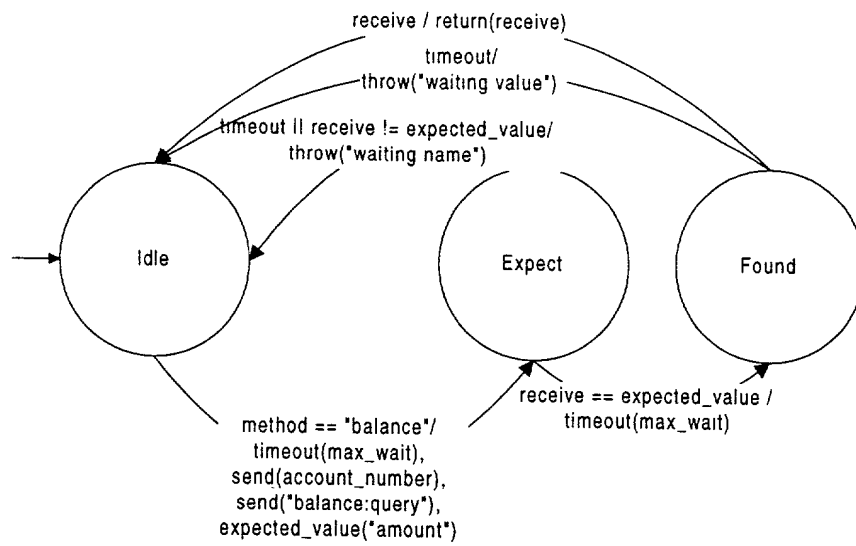 receive / return(receive)
timeout/
throw("waiting value")
timeout || receive != expected_value/
throw("waiting name")
Idle
Expect
Found
receive == expected_value /
timeout(max_wait)
method == "balance"/
timeout(max_wait),
send(account_number),
send("balance:query"),
expected_value("amount")